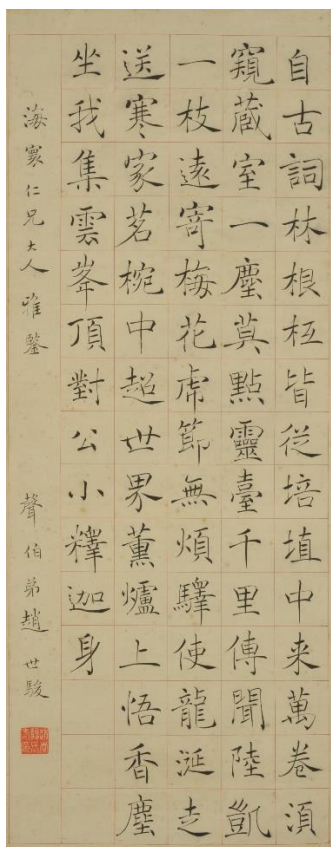 自古詞林根柢皆從培埴中来萬卷須
窺藏室一塵莫點靈臺千里傳聞陸凱
一枝遠寄梅花虎節無煩驛使龍涎走
送寒家茗椀中超世界薰爐上悟香塵
坐我集雲峯頂對公小釋迦身
海寰仁兄大人雅鑒
聲伯弟趙世駿